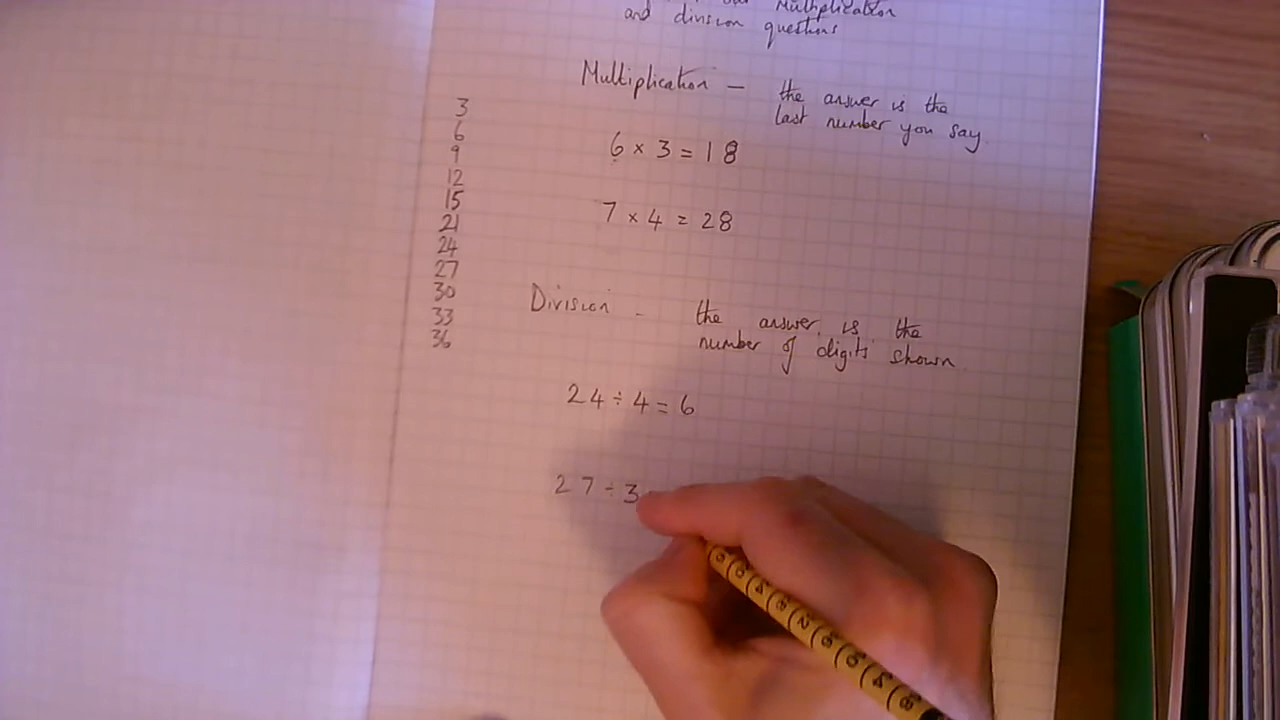 Multiplication
and division questions
Multiplication - the answer is the
last number you say.
3
6
9
12
15
21
24
27
30
33
36
6 × 3 = 18
7 × 4 = 28
Division - the answer is the
number of digits shown.
24 ÷ 4 = 6
27 ÷ 3